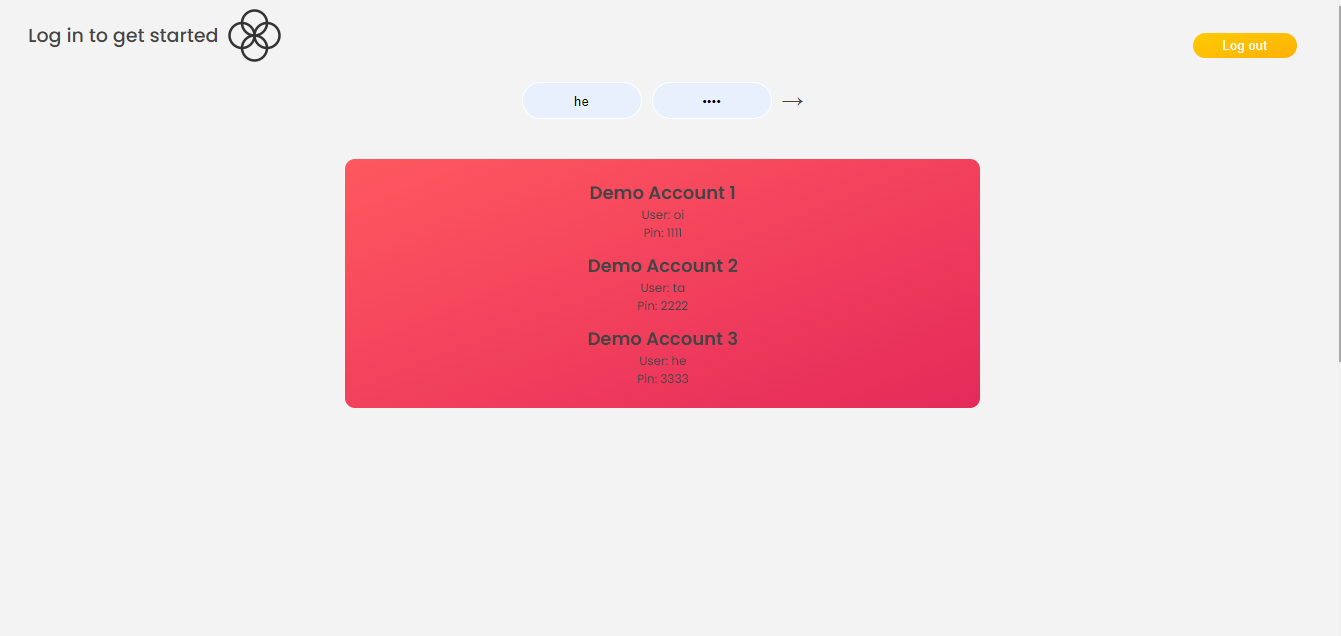 Log in to get started
Log out
he
••••
→
Demo Account 1
User: oi
Pin: 1111
Demo Account 2
User: ta
Pin: 2222
Demo Account 3
User: he
Pin: 3333